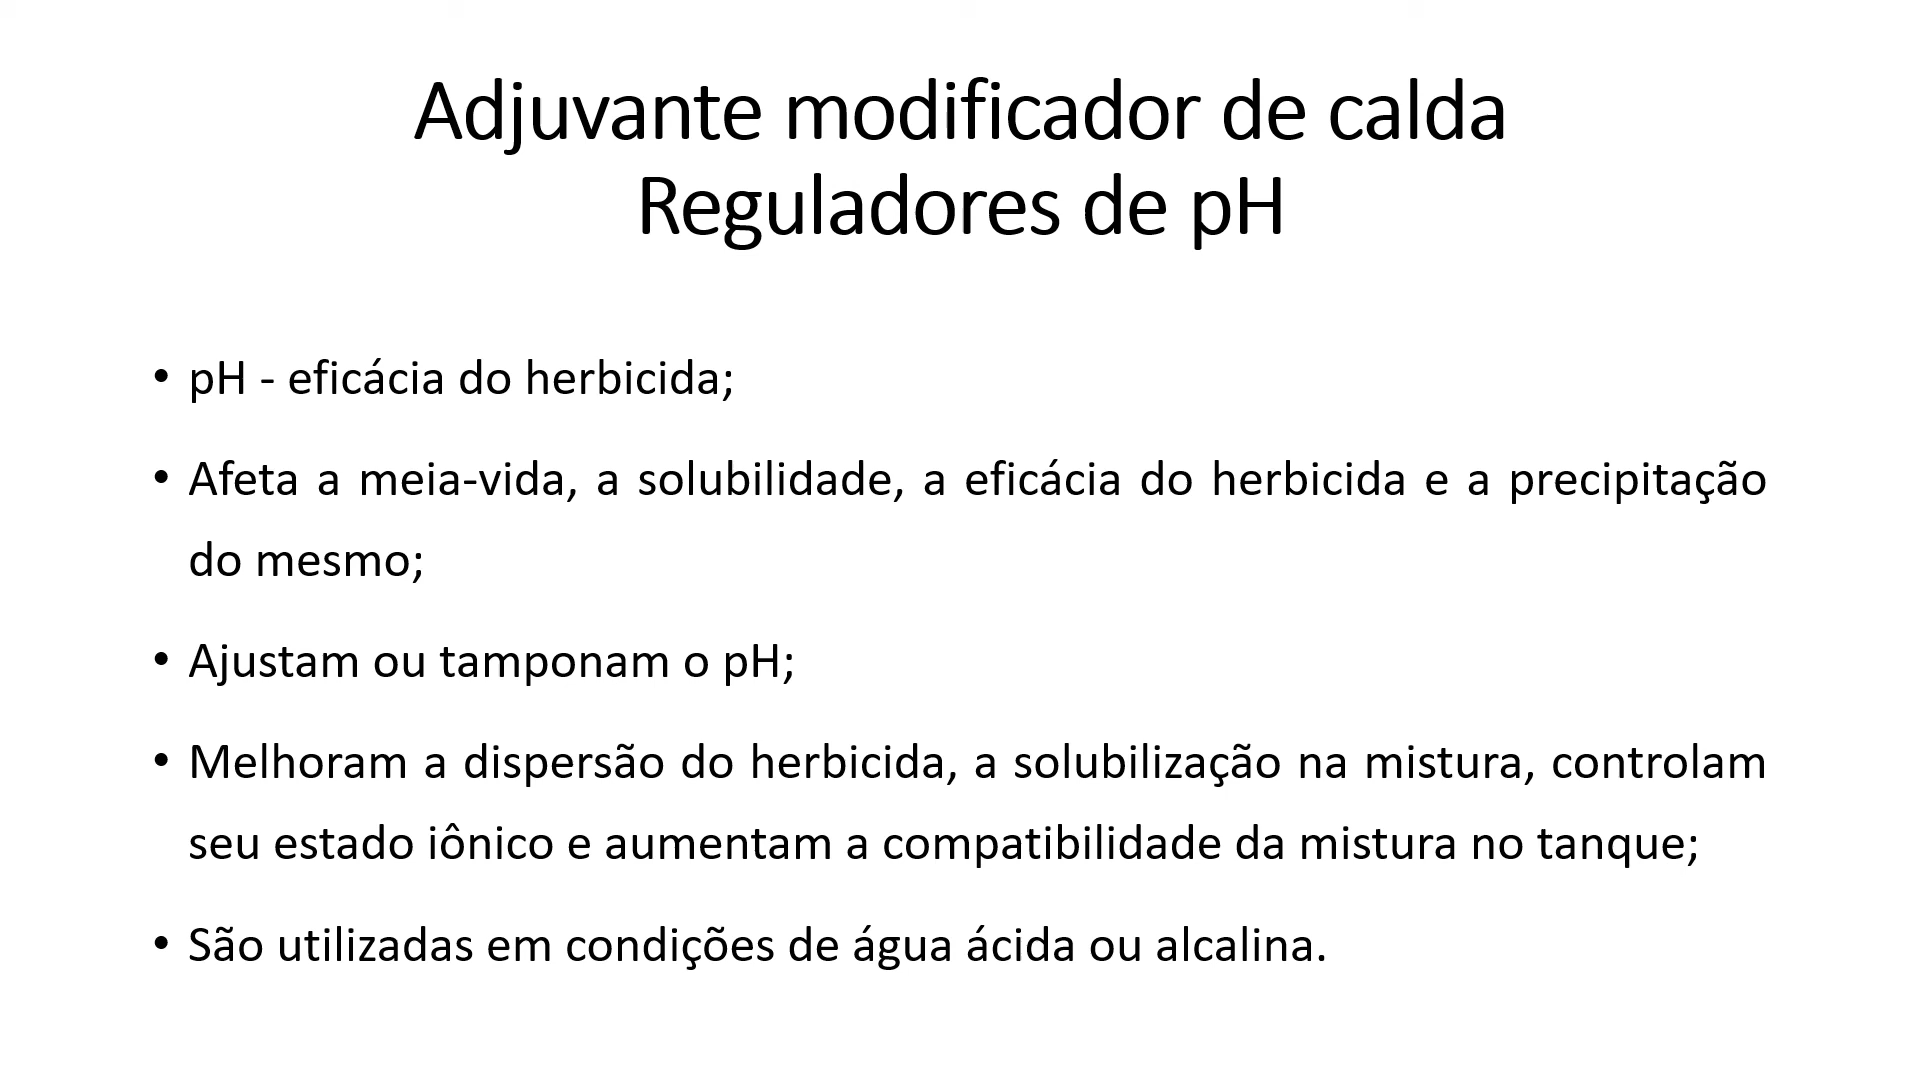 Adjuvante modificador de calda
Reguladores de pH
• pH - eficácia do herbicida;
• Afeta a meia-vida, a solubilidade, a eficácia do herbicida e a precipitação
do mesmo;
• Ajustam ou tamponam o pH;
• Melhoram a dispersão do herbicida, a solubilização na mistura, controlam
seu estado iônico e aumentam a compatibilidade da mistura no tanque;
• São utilizadas em condições de água ácida ou alcalina.